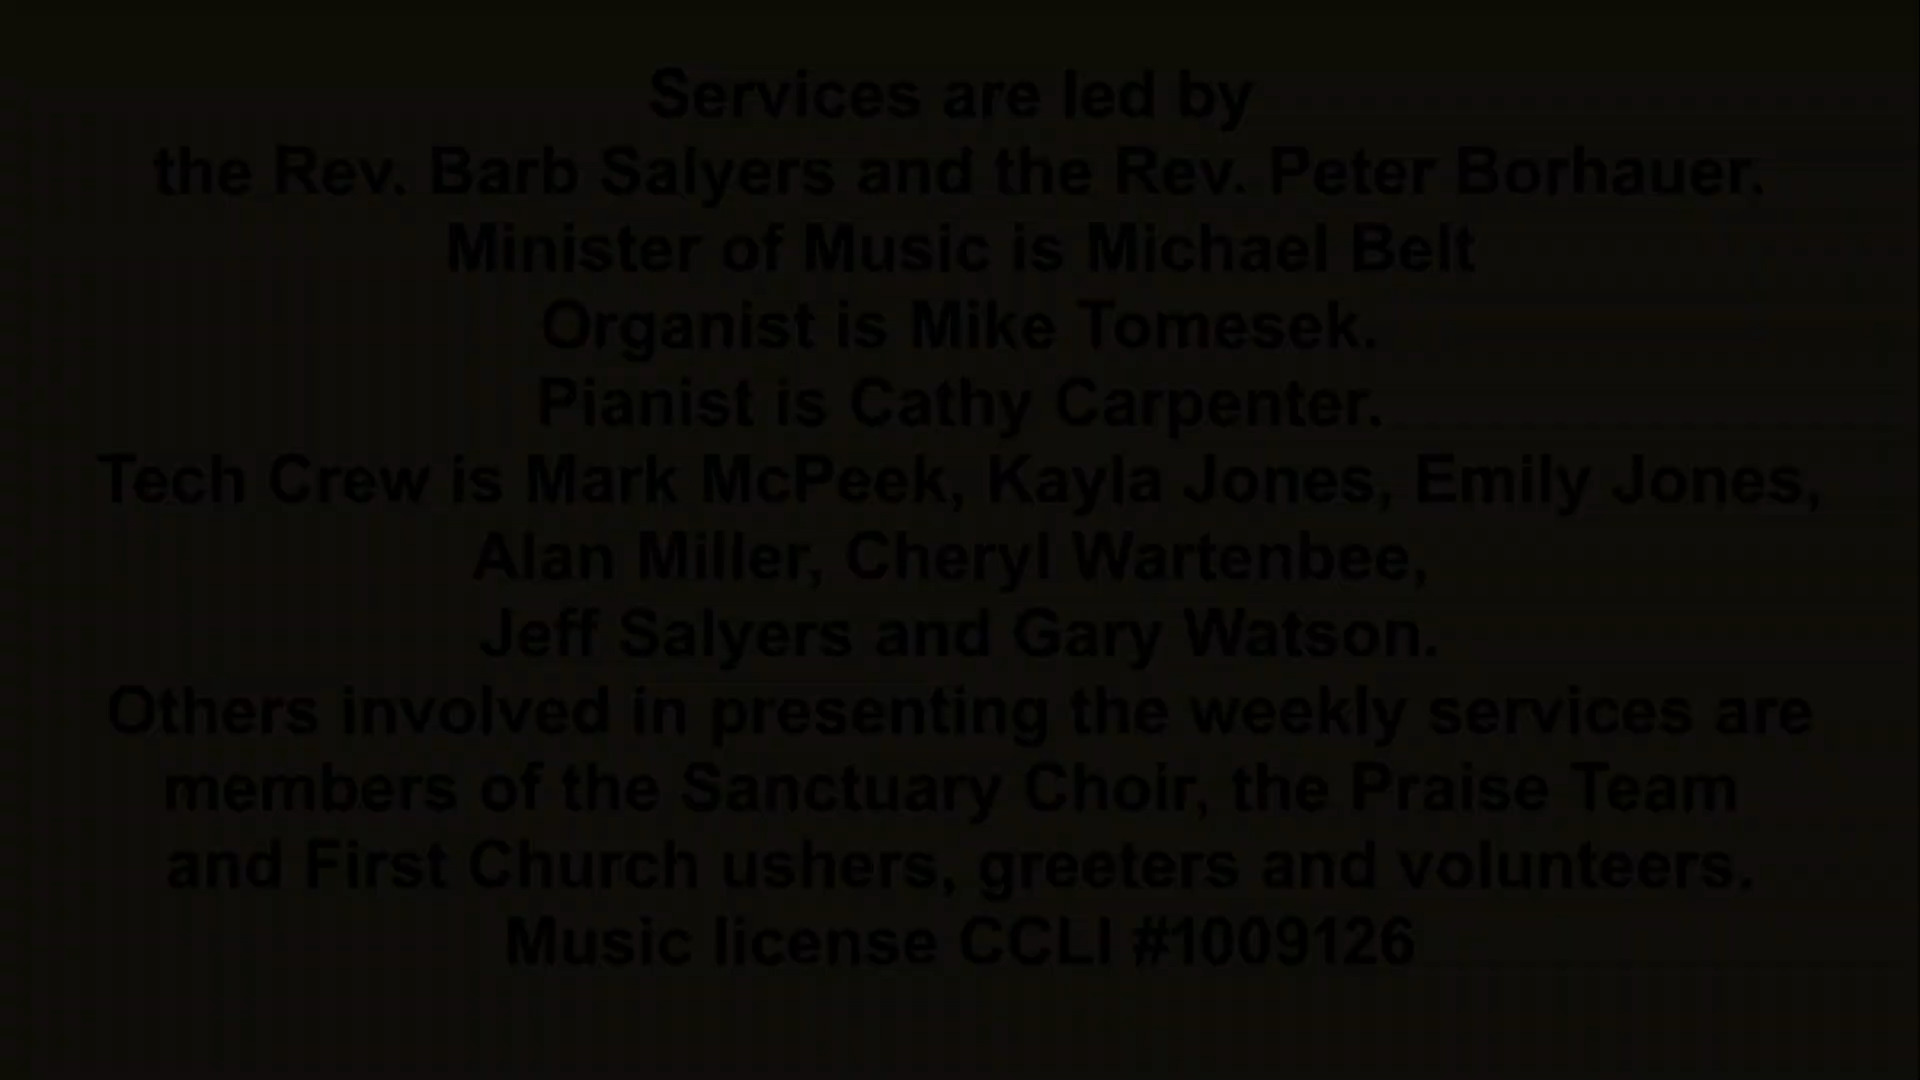 Services are led by
the Rev. Barb Salyers and the Rev. Peter Borhauer.
Minister of Music is Michael Belt
Organist is Mike Tomesek.
Pianist is Cathy Carpenter.
Tech Crew is Mark McPeek, Kayla Jones, Emily Jones,
Alan Miller, Cheryl Wartenbee,
Jeff Salyers and Gary Watson.
Others involved in presenting the weekly services are
members of the Sanctuary Choir, the Praise Team
and First Church ushers, greeters and volunteers.
Music license CCLI #1009126